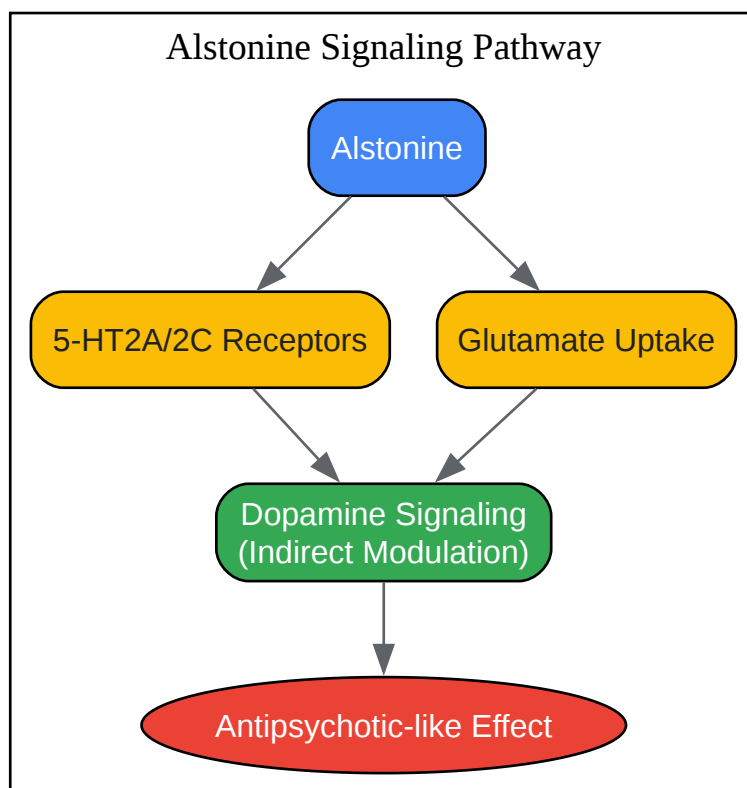 Alstonine Signaling Pathway
Alstonine
5-HT2A/2C Receptors
Glutamate Uptake
Dopamine Signaling
(Indirect Modulation)
Antipsychotic-like Effect